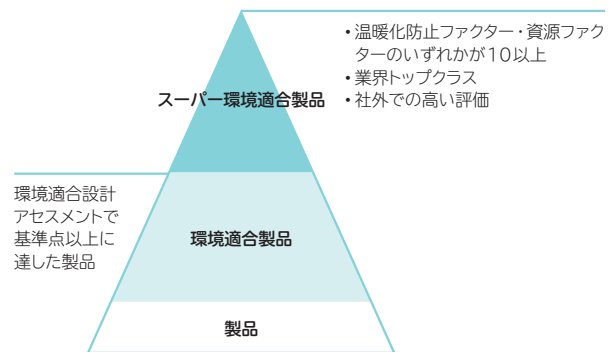 ・温暖化防止ファクター・資源ファク
ターのいずれかが10以上
・業界トップクラス
・社外での高い評価
スーパー環境適合製品
環境適合設計
アセスメントで
基準点以上に
達した製品
環境適合製品
製品